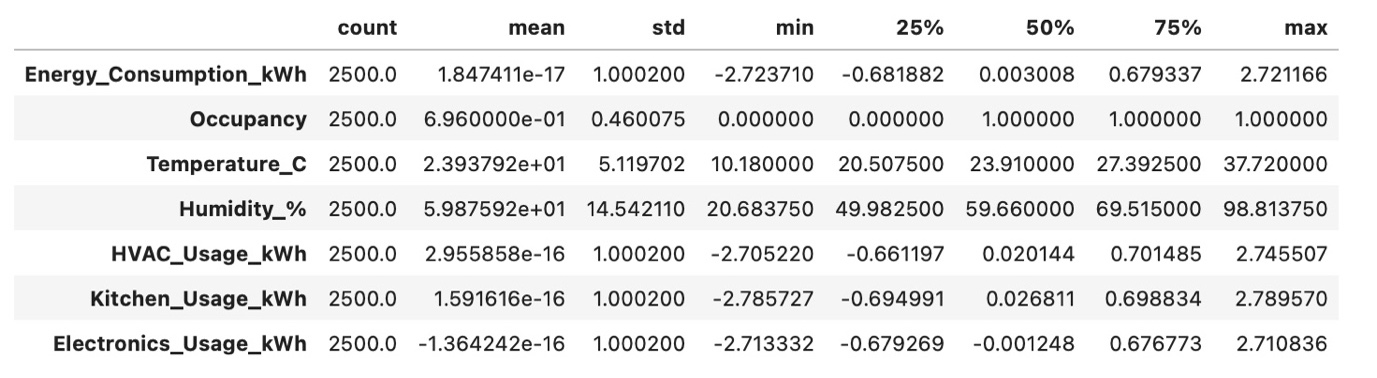 count mean std min 25% 50% 75% max
Energy_Consumption_kWh 2500.0 1.847411e-17 1.000200 -2.723710 -0.681882 0.003008 0.679337 2.721166
Occupancy 2500.0 6.960000e-01 0.460075 0.000000 0.000000 1.000000 1.000000 1.000000
Temperature_C 2500.0 2.393792e+01 5.119702 10.180000 20.507500 23.910000 27.392500 37.720000
Humidity_% 2500.0 5.987592e+01 14.542110 20.683750 49.982500 59.660000 69.515000 98.813750
HVAC_Usage_kWh 2500.0 2.955858e-16 1.000200 -2.705220 -0.661197 0.020144 0.701485 2.745507
Kitchen_Usage_kWh 2500.0 1.591616e-16 1.000200 -2.785727 -0.694991 0.026811 0.698834 2.789570
Electronics_Usage_kWh 2500.0 -1.364242e-16 1.000200 -2.713332 -0.679269 -0.001248 0.676773 2.710836